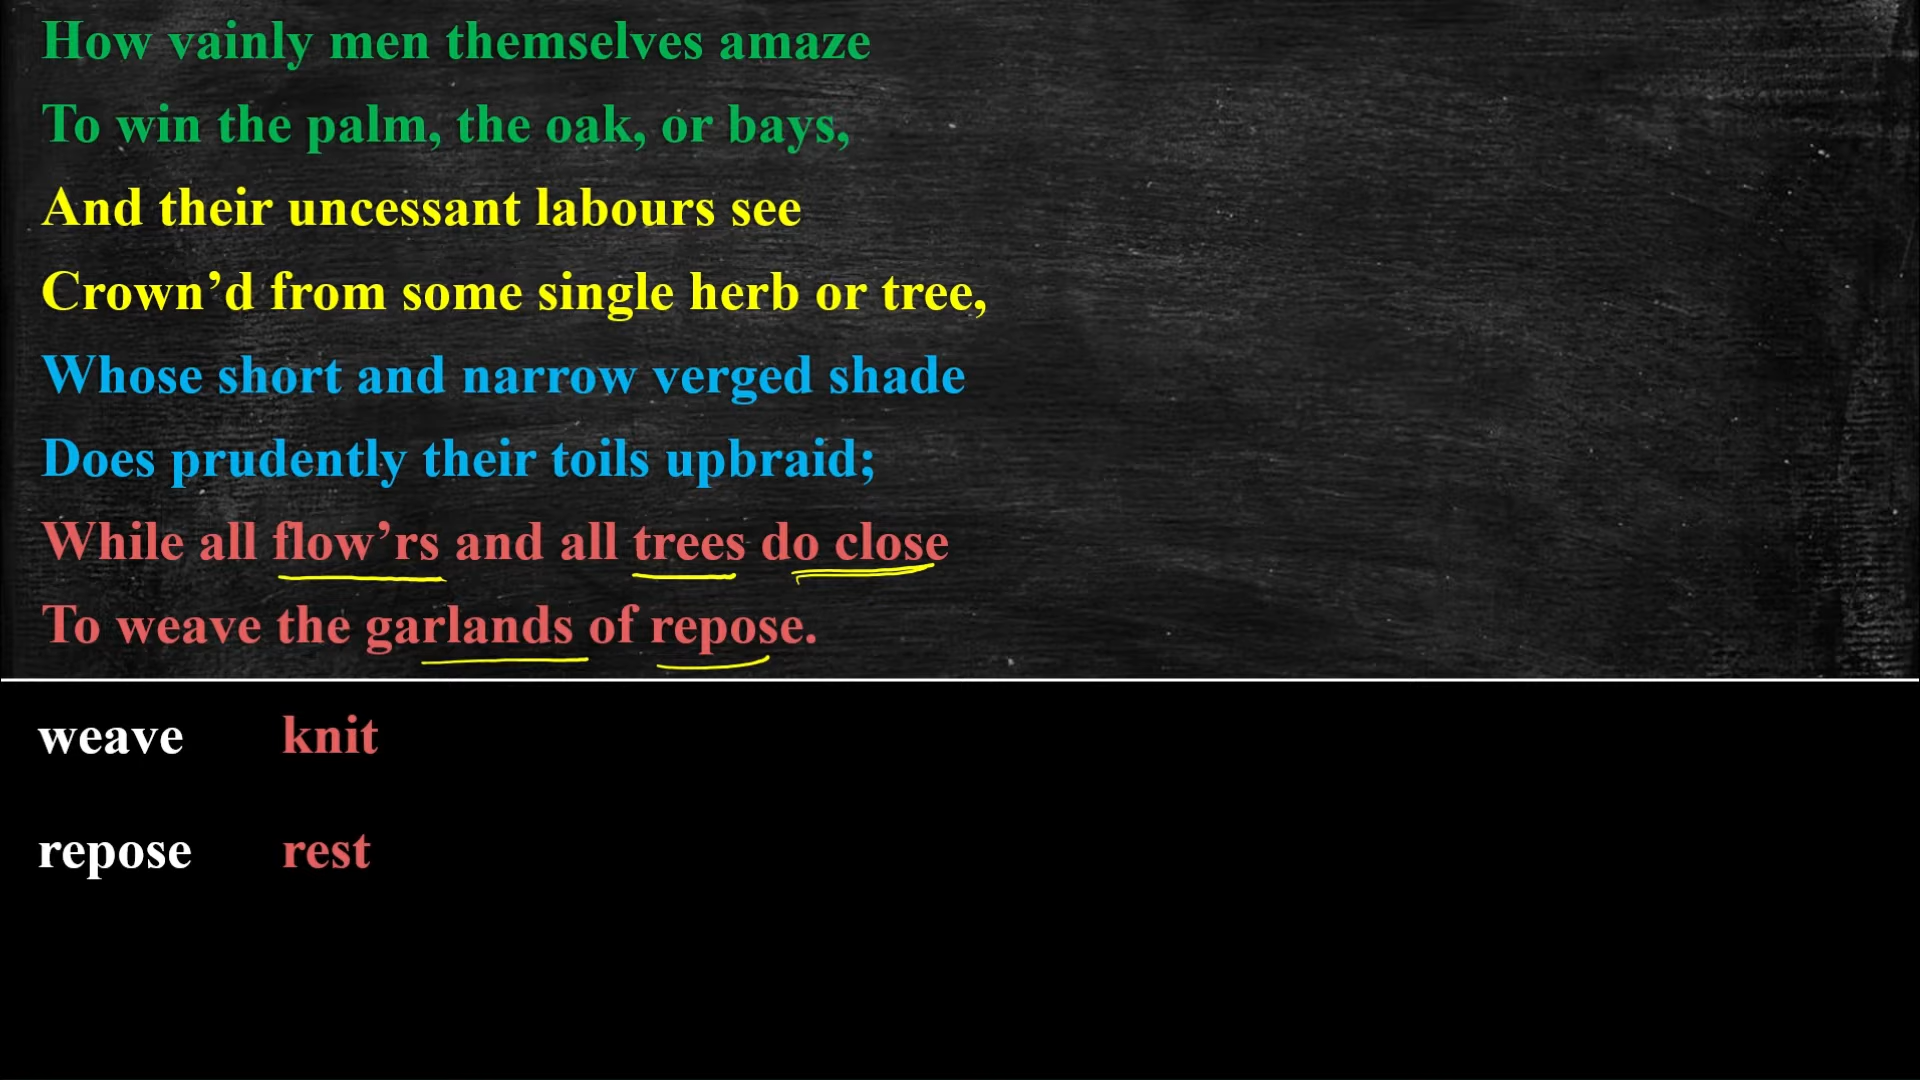 How vainly men themselves amaze
To win the palm, the oak, or bays,
And their uncessant labours see
Crown’d from some single herb or tree,
Whose short and narrow verged shade
Does prudently their toils upbraid;
While all flow’rs and all trees do close
To weave the garlands of repose.
weave knit
repose rest